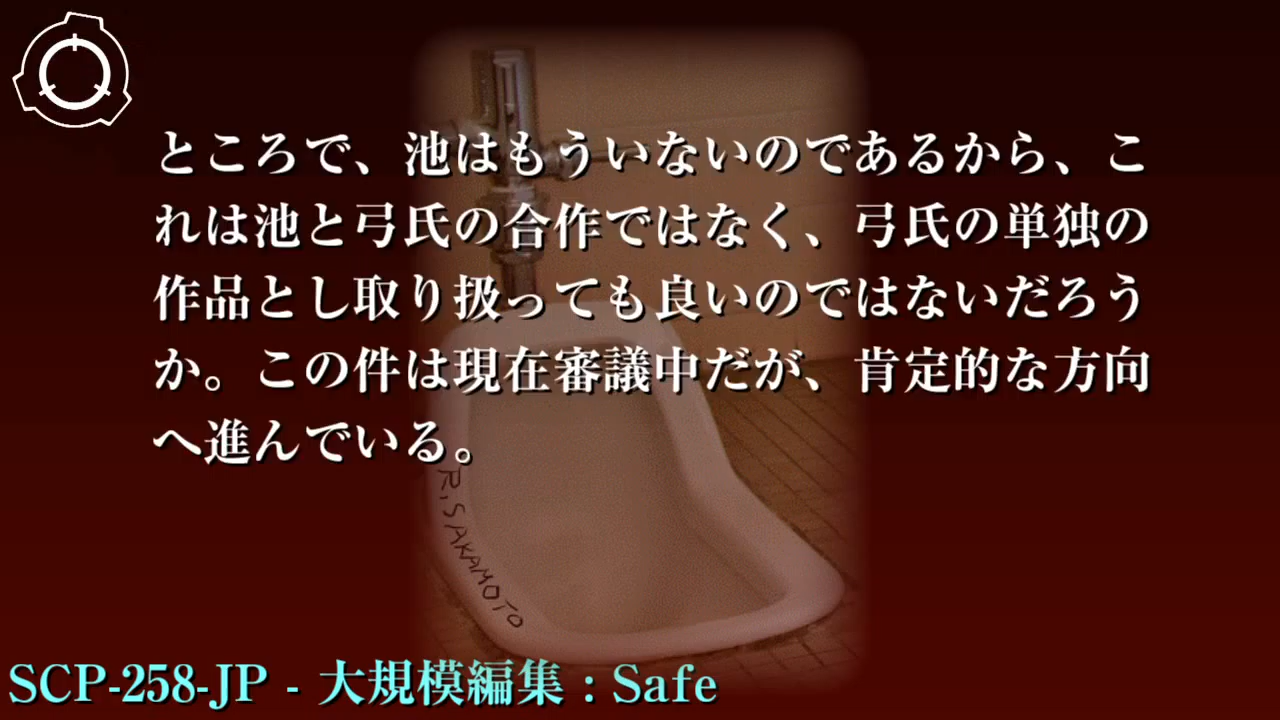 ところで、池はもういないのであるから、こ
れは池と弓氏の合作ではなく、弓氏の単独の
作品とし取り扱っても良いのではないだろう
か。この件は現在審議中だが、肯定的な方向
へ進んでいる。
R,SAKAMOTO
SCP-258-JP - 大規模編集：Safe